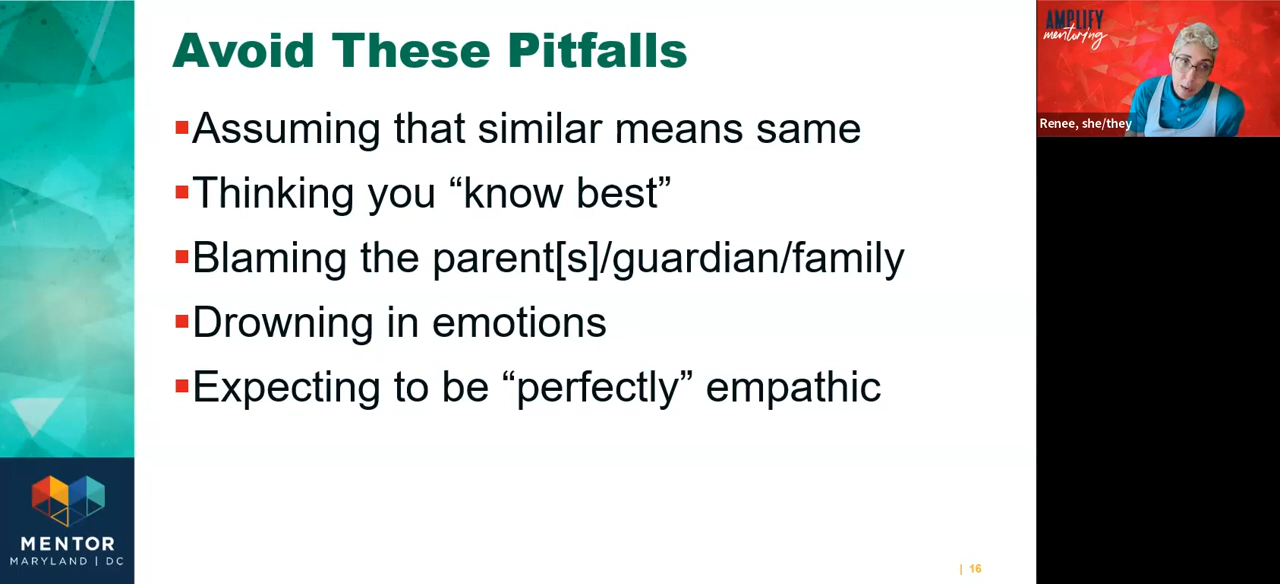 Avoid These Pitfalls
Assuming that similar means same
Thinking you “know best”
Blaming the parent[s]/guardian/family
Drowning in emotions
Expecting to be “perfectly” empathic
MENTOR
MARYLAND | DC
| 16
AMPLIFY
mentoring
Renee, she/they